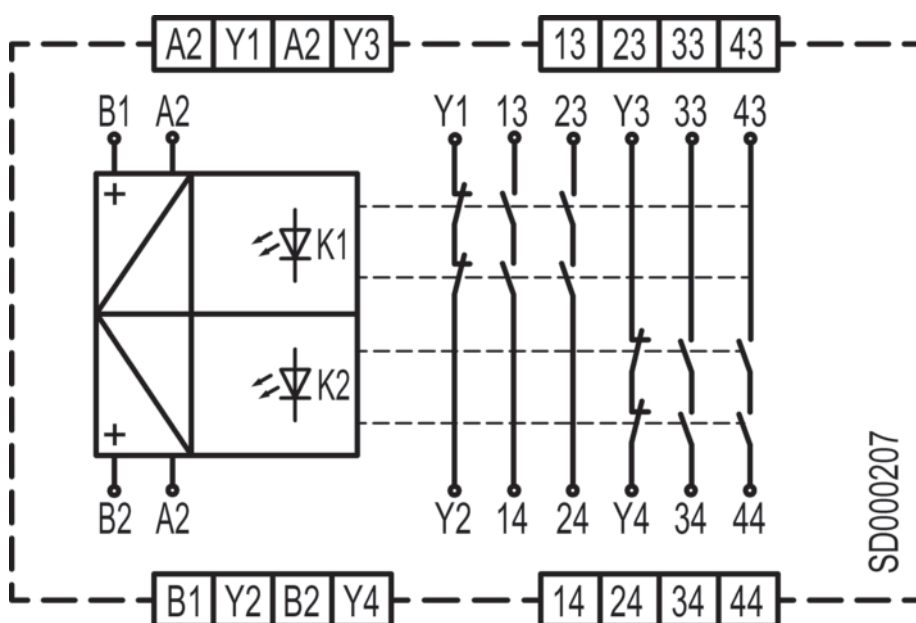 A2 Y1 A2 Y3 13 23 33 43
B1 A2 Y1 13 23 Y3 33 43
+
K1
K2
+
B2 A2 Y2 14 24 Y4 34 44
SD000207
B1 Y2 B2 Y4 14 24 34 44